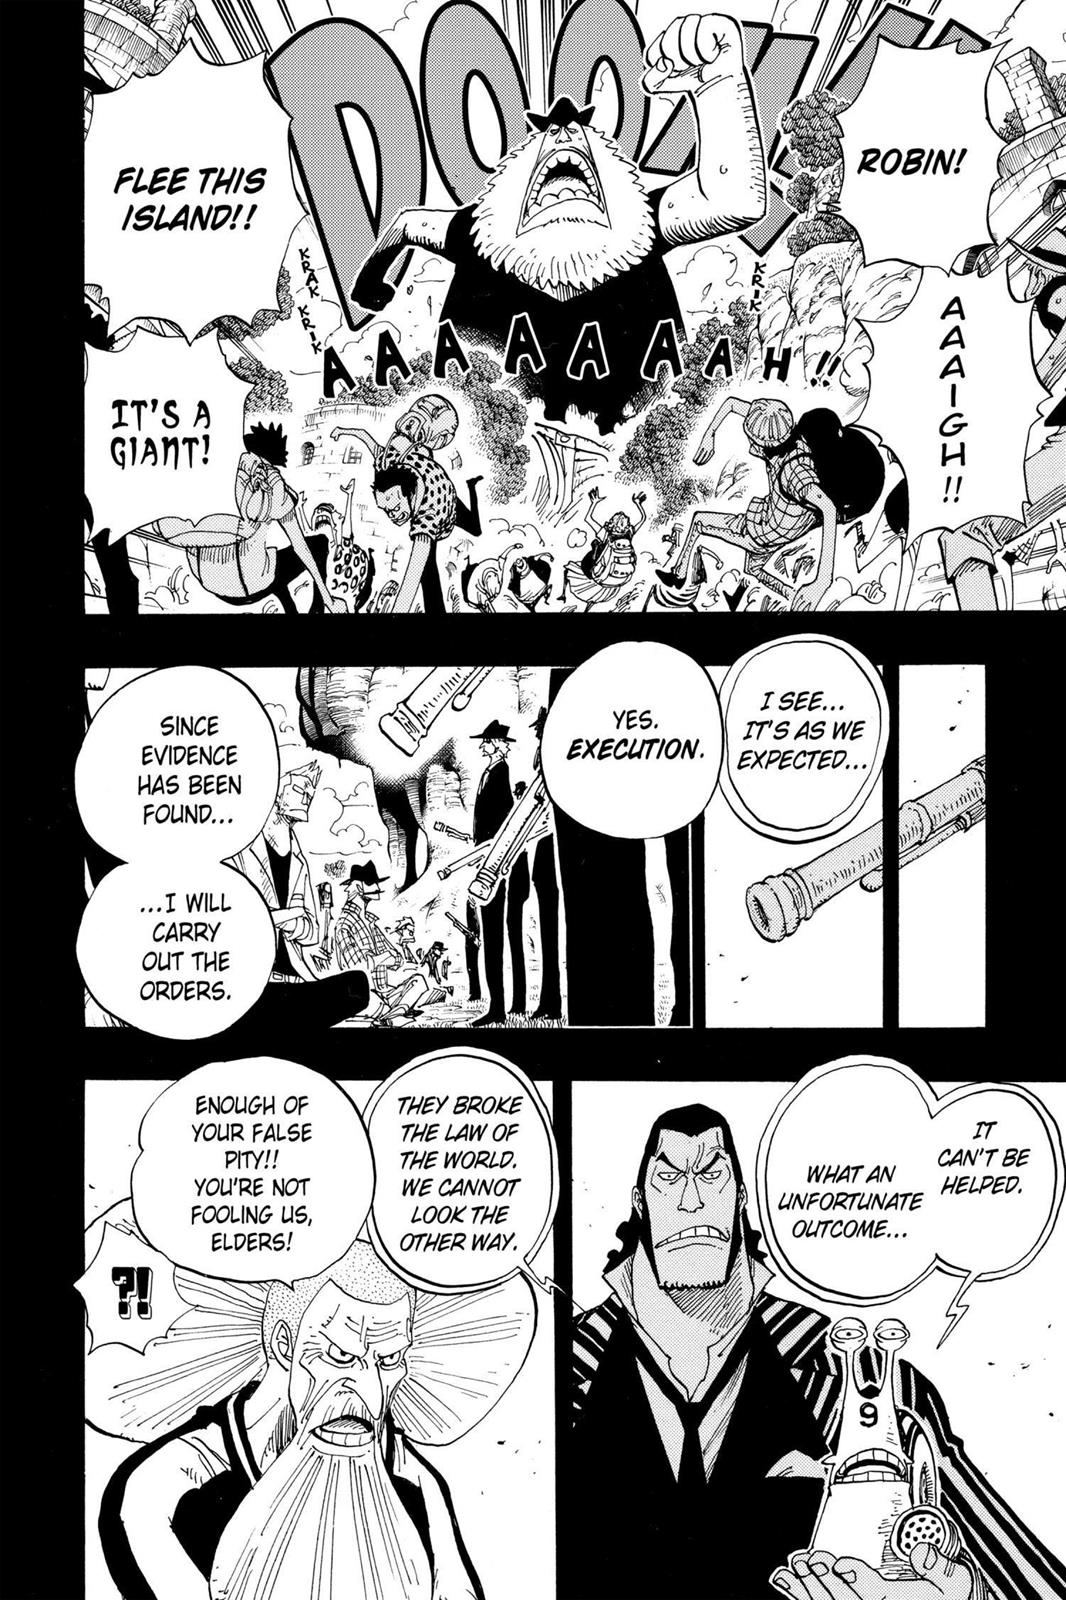 ROBIN!
DOOM
FLEE THIS
ISLAND!!
KRAK
KRIK
KRIK
AAAAAAAAH!!
AAAIGH!!
IT'S A
GIANT!
I SEE...
IT'S AS WE
EXPECTED...
YES.
EXECUTION.
SINCE
EVIDENCE
HAS BEEN
FOUND...
...I WILL
CARRY
OUT THE
ORDERS.
IT
CAN'T BE
HELPED.
WHAT AN
UNFORTUNATE
OUTCOME...
9
THEY BROKE
THE LAW OF
THE WORLD.
WE CANNOT
LOOK THE
OTHER WAY.
ENOUGH OF
YOUR FALSE
PITY!!
YOU'RE NOT
FOOLING US,
ELDERS!
?!